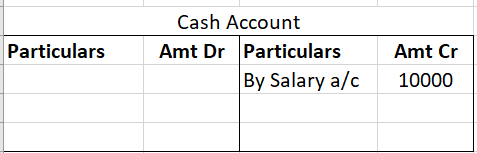 Cash Account
Particulars Amt Dr Particulars Amt Cr
By Salary a/c 10000